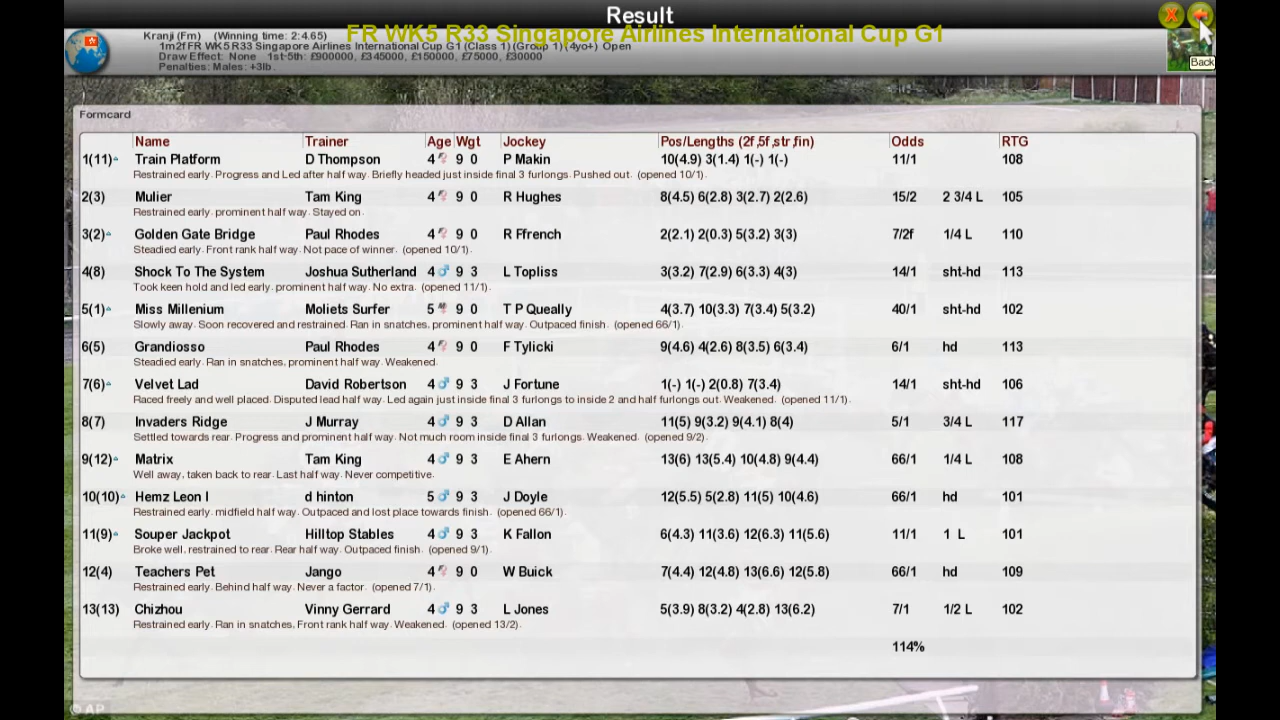 Result
FR WK5 R33 Singapore Airlines International Cup G1
Kranji (Fm) (Winning time: 2:4.65)
1m2f FR WK5 R33 Singapore Airlines International Cup G1 (Class 1) (Group 1) (4yo+) Open
Draw Effect: None 1st-5th: £900000, £345000, £150000, £75000, £30000
Penalties: Males: +3lb.
Back
Formcard
Name Trainer Age Wgt Jockey Pos/Lengths (2f,5f,str,fin) Odds RTG
1(11) Train Platform D Thompson 4 9 0 P Makin 10(4.9) 3(1.4) 1(-) 1(-) 11/1 108
Restrained early. Progress and Led after half way. Briefly headed just inside final 3 furlongs. Pushed out. (opened 10/1).
2(3) Mulier Tam King 4 9 0 R Hughes 8(4.5) 6(2.8) 3(2.7) 2(2.6) 15/2 2 3/4 L 105
Restrained early. prominent half way. Stayed on.
3(2) Golden Gate Bridge Paul Rhodes 4 9 0 R Ffrench 2(2.1) 2(0.3) 5(3.2) 3(3) 7/2f 1/4 L 110
Steadied early. Front rank half way. Not pace of winner. (opened 10/1).
4(8) Shock To The System Joshua Sutherland 4 9 3 L Topliss 3(3.2) 7(2.9) 6(3.3) 4(3) 14/1 sht-hd 113
Took keen hold and led early. prominent half way. No extra. (opened 11/1).
5(1) Miss Millenium Moliets Surfer 5 9 0 T P Queally 4(3.7) 10(3.3) 7(3.4) 5(3.2) 40/1 sht-hd 102
Slowly away. Soon recovered and restrained. Ran in snatches, prominent half way. Outpaced finish. (opened 66/1).
6(5) Grandiosso Paul Rhodes 4 9 0 F Tylicki 9(4.6) 4(2.6) 8(3.5) 6(3.4) 6/1 hd 113
Steadied early. Ran in snatches, prominent half way. Weakened.
7(6) Velvet Lad David Robertson 4 9 3 J Fortune 1(-) 1(-) 2(0.8) 7(3.4) 14/1 sht-hd 106
Raced freely and well placed. Disputed lead half way. Led again just inside final 3 furlongs to inside 2 and half furlongs out. Weakened. (opened 11/1).
8(7) Invaders Ridge J Murray 4 9 3 D Allan 11(5) 9(3.2) 9(4.1) 8(4) 5/1 3/4 L 117
Settled towards rear. Progress and prominent half way. Not much room inside final 3 furlongs. Weakened. (opened 9/2).
9(12) Matrix Tam King 4 9 3 E Ahern 13(6) 13(5.4) 10(4.8) 9(4.4) 66/1 1/4 L 108
Well away, taken back to rear. Last half way. Never competitive.
10(10) Hemz Leon I d hinton 5 9 3 J Doyle 12(5.5) 5(2.8) 11(5) 10(4.6) 66/1 hd 101
Restrained early. midfield half way. Outpaced and lost place towards finish. (opened 66/1).
11(9) Souper Jackpot Hilltop Stables 4 9 3 K Fallon 6(4.3) 11(3.6) 12(6.3) 11(5.6) 11/1 1 L 101
Broke well, restrained to rear. Rear half way. Outpaced finish. (opened 9/1).
12(4) Teachers Pet Jango 4 9 0 W Buick 7(4.4) 12(4.8) 13(6.6) 12(5.8) 66/1 hd 109
Restrained early. Behind half way. Never a factor. (opened 7/1).
13(13) Chizhou Vinny Gerrard 4 9 3 L Jones 5(3.9) 8(3.2) 4(2.8) 13(6.2) 7/1 1/2 L 102
Restrained early. Ran in snatches, Front rank half way. Weakened. (opened 13/2).
114%
© AP